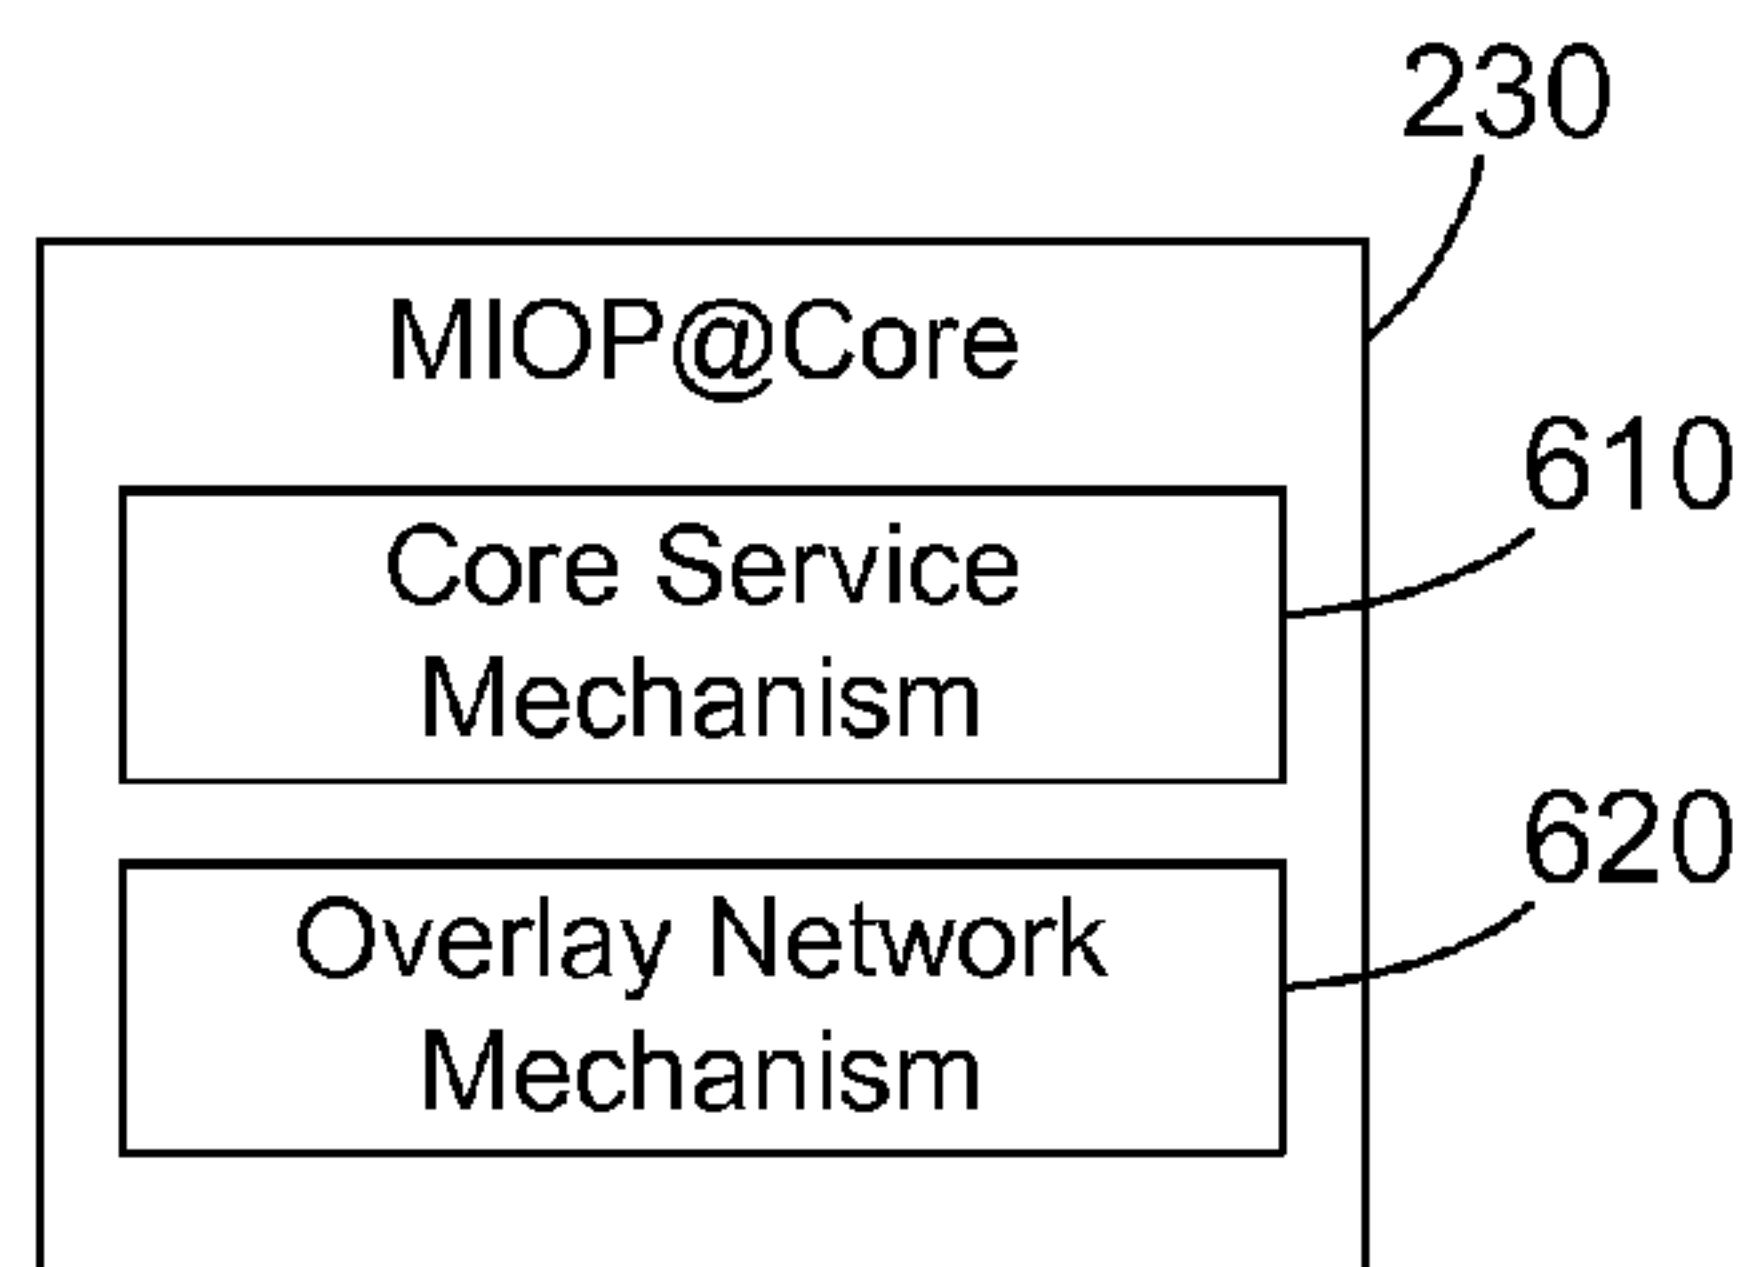 230
MIOP@Core
610
Core Service
Mechanism
620
Overlay Network
Mechanism